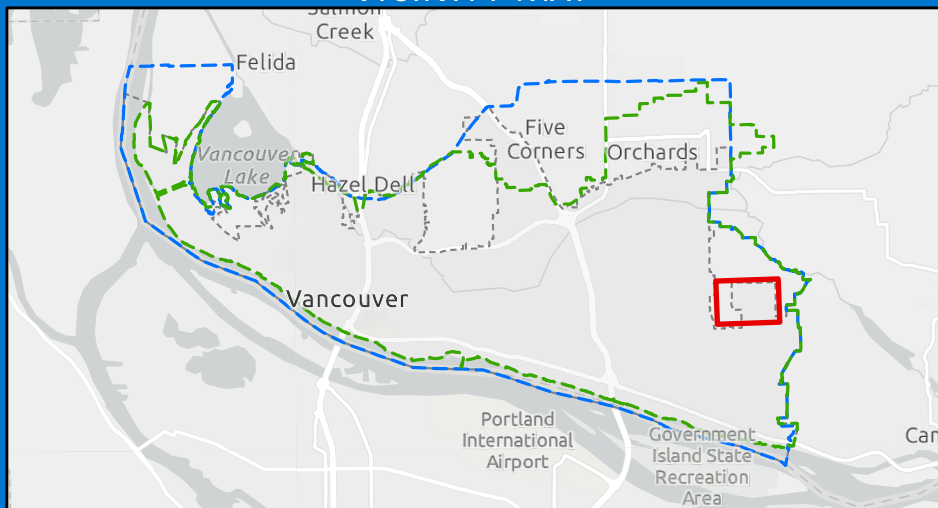 Salmon
Creek
Felida
Five
Corners
Orchards
Vancouver
Lake
Hazel Dell
Vancouver
Portland
International
Airport
Government
Island State
Recreation
Area